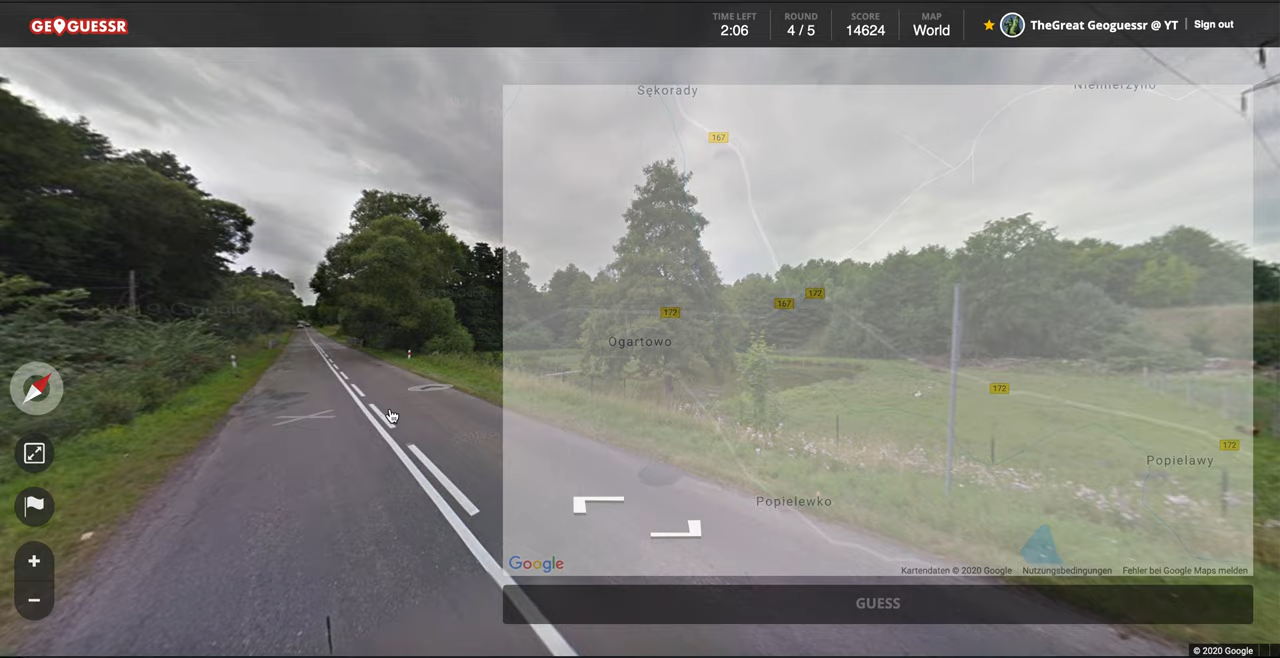 GEOGUESSR
TIME LEFT
2:06
ROUND
4 / 5
SCORE
14624
MAP
World
TheGreat Geoguessr @ YT
Sign out
Sękorady
Niemierzyno
167
172
167
172
Ogartowo
172
172
Popielawy
Popielewko
Google
Kartendaten © 2020 Google
Nutzungsbedingungen
Fehler bei Google Maps melden
GUESS
© 2020 Google